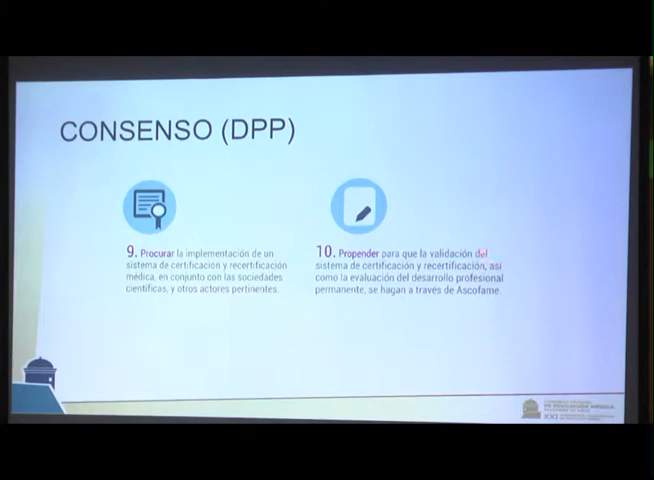 CONSENSO (DPP)
9. Procurar la implementación de un
sistema de certificación y recertificación
médica, en conjunto con las sociedades
científicas, y otros actores pertinentes.
10. Propender para que la validación del
sistema de certificación y recertificación, así
como la evaluación del desarrollo profesional
permanente, se hagan a través de Ascofame.
XXI